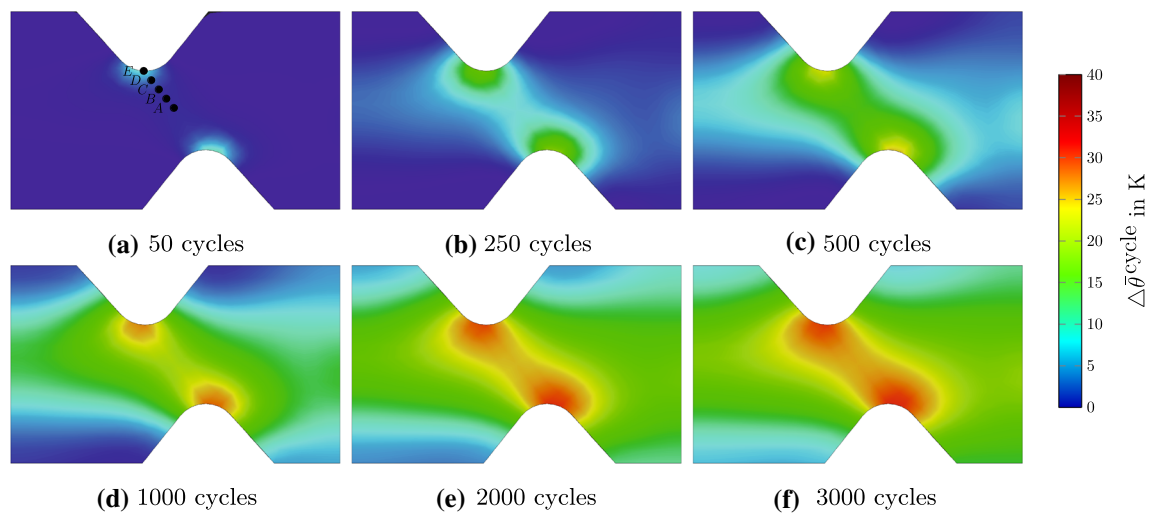 E
D
C
B
A
(a) 50 cycles
(b) 250 cycles
(c) 500 cycles
(d) 1000 cycles
(e) 2000 cycles
(f) 3000 cycles
40
35
30
25
20
15
10
5
0
Δθ̄^cycle in K